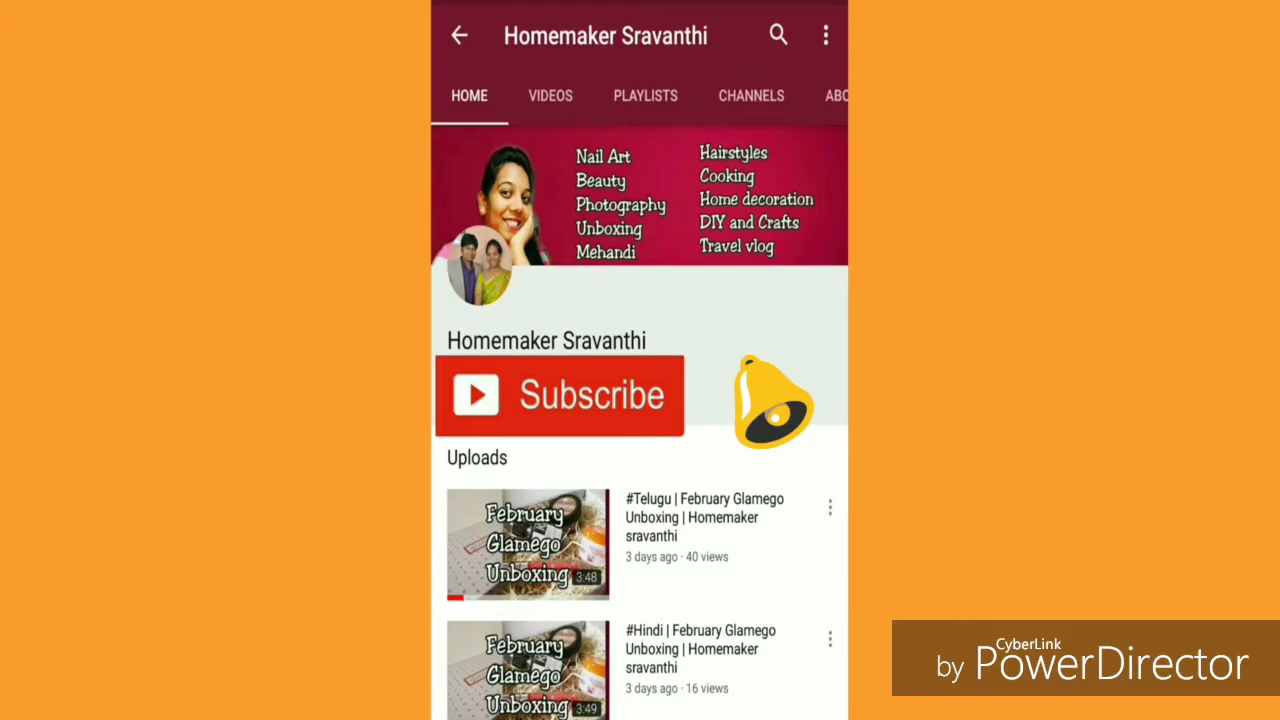 Homemaker Sravanthi
HOME VIDEOS PLAYLISTS CHANNELS ABO
Nail Art
Beauty
Photography
Unboxing
Mehandi
Hairstyles
Cooking
Home decoration
DIY and Crafts
Travel vlog
Homemaker Sravanthi
Subscribe
Uploads
February
Glamego
Unboxing
3:48
#Telugu | February Glamego
Unboxing | Homemaker
sravanthi
3 days ago · 40 views
February
Glamego
Unboxing
3:49
#Hindi | February Glamego
Unboxing | Homemaker
sravanthi
3 days ago · 16 views
CyberLink
by PowerDirector